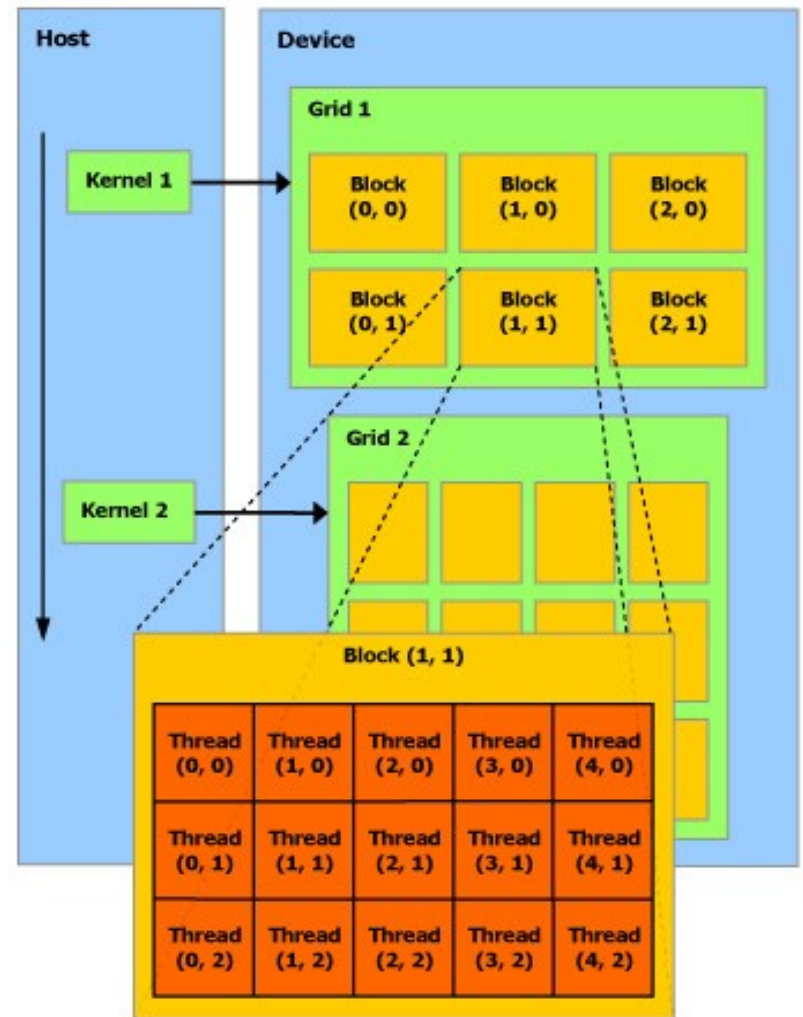 Host
Device
Grid 1
Kernel 1
Block
(0, 0)
Block
(1, 0)
Block
(2, 0)
Block
(0, 1)
Block
(1, 1)
Block
(2, 1)
Grid 2
Kernel 2
Block (1, 1)
Thread
(0, 0)
Thread
(1, 0)
Thread
(2, 0)
Thread
(3, 0)
Thread
(4, 0)
Thread
(0, 1)
Thread
(1, 1)
Thread
(2, 1)
Thread
(3, 1)
Thread
(4, 1)
Thread
(0, 2)
Thread
(1, 2)
Thread
(2, 2)
Thread
(3, 2)
Thread
(4, 2)